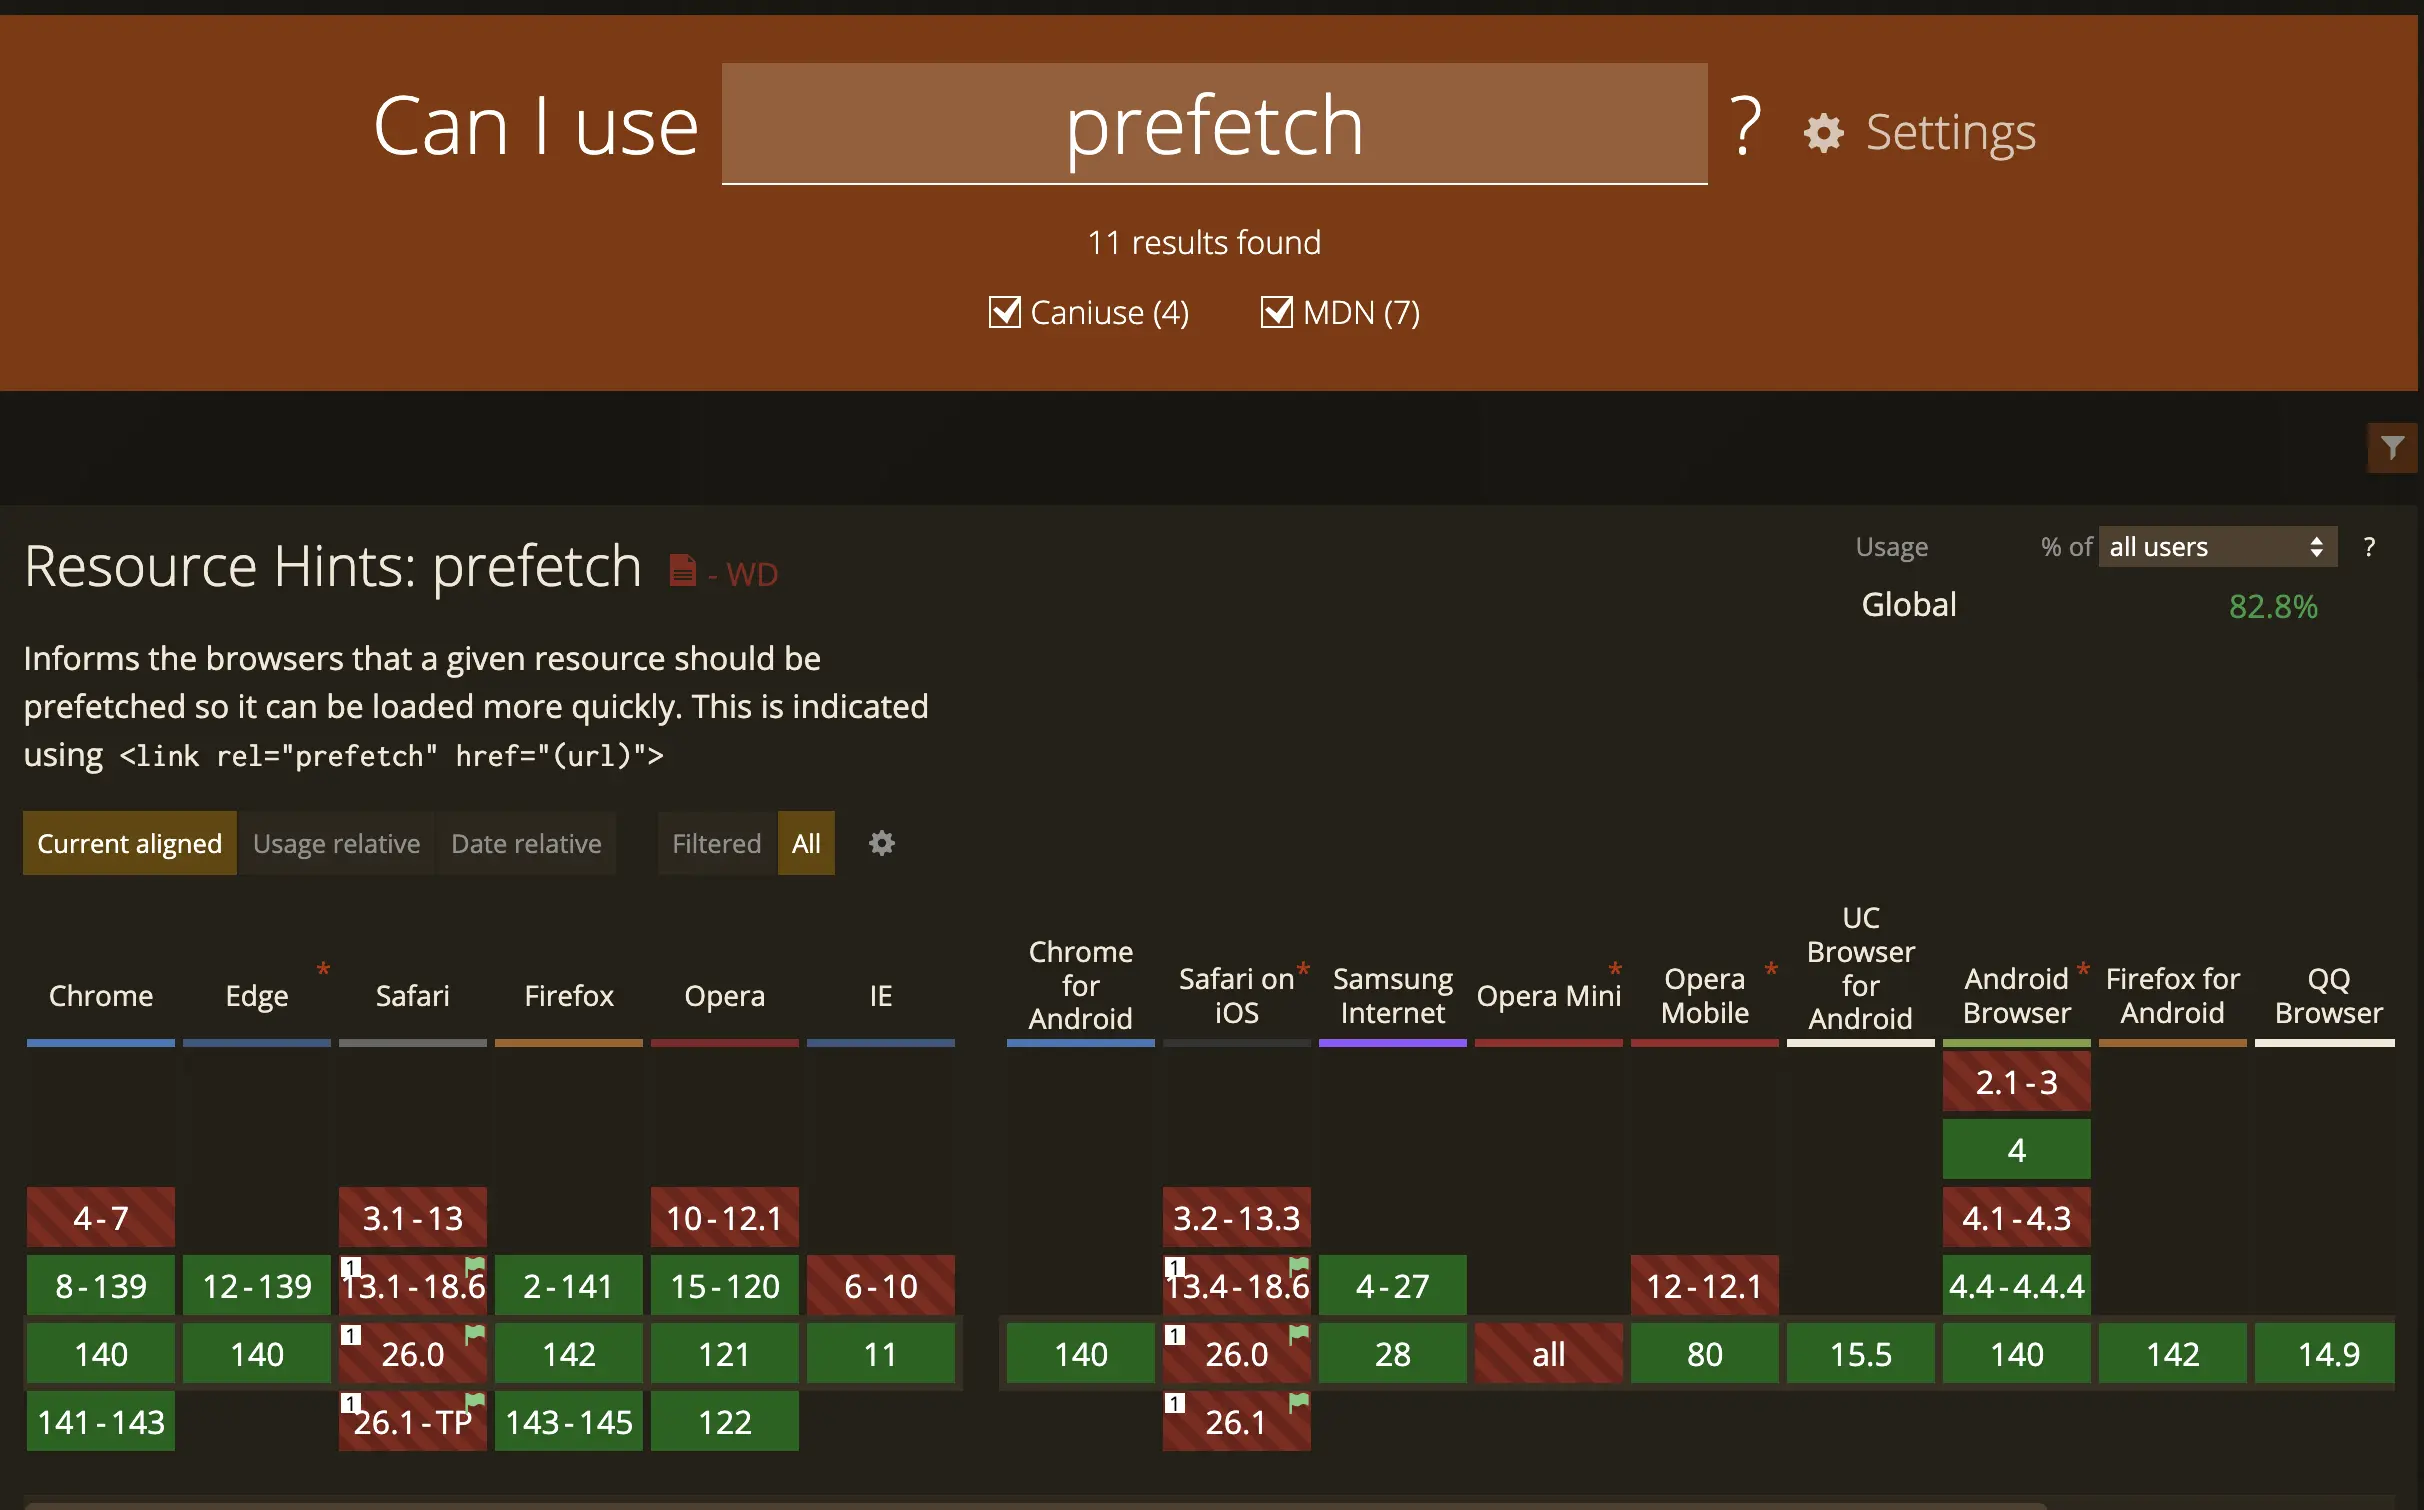 Can I use prefetch ? Settings
11 results found
Caniuse (4) MDN (7)
Resource Hints: prefetch - WD
Usage % of all users ?
Global 82.8%
Informs the browsers that a given resource should be
prefetched so it can be loaded more quickly. This is indicated
using <link rel="prefetch" href="(url)">
Current aligned Usage relative Date relative Filtered All
Chrome
Edge *
Safari
Firefox
Opera
IE
Chrome
for
Android
Safari on *
iOS
Samsung
Internet
Opera Mini *
Opera *
Mobile
UC
Browser
for
Android
Android *
Browser
Firefox for
Android
QQ
Browser
2.1-3
4
4-7 3.1-13 10-12.1 3.2-13.3 4.1-4.3
8-139 12-139 1 13.1-18.6 2-141 15-120 6-10 1 13.4-18.6 4-27 12-12.1 4.4-4.4.4
140 140 1 26.0 142 121 11 140 1 26.0 28 all 80 15.5 140 142 14.9
141-143 1 26.1-TP 143-145 122 1 26.1